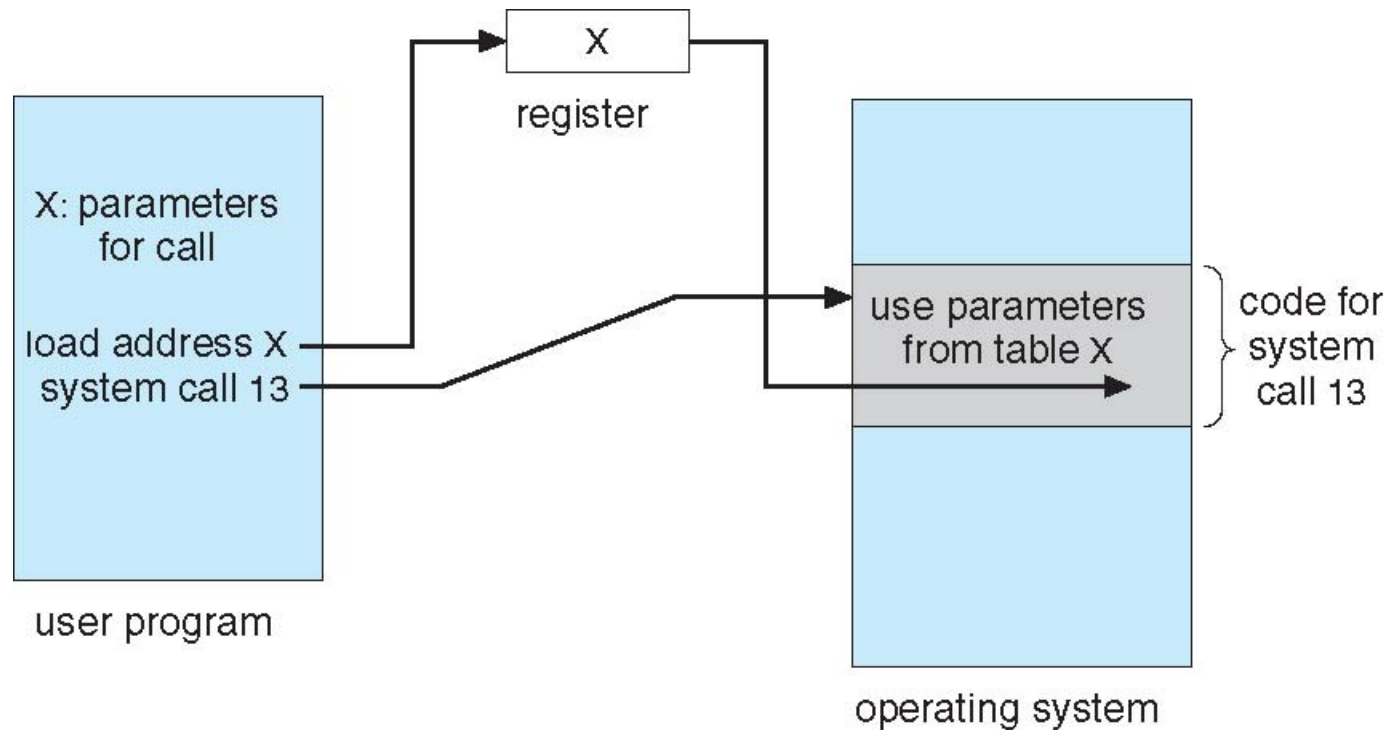 X
register
X: parameters
for call
load address X
system call 13
user program
use parameters
from table X
code for
system
call 13
operating system